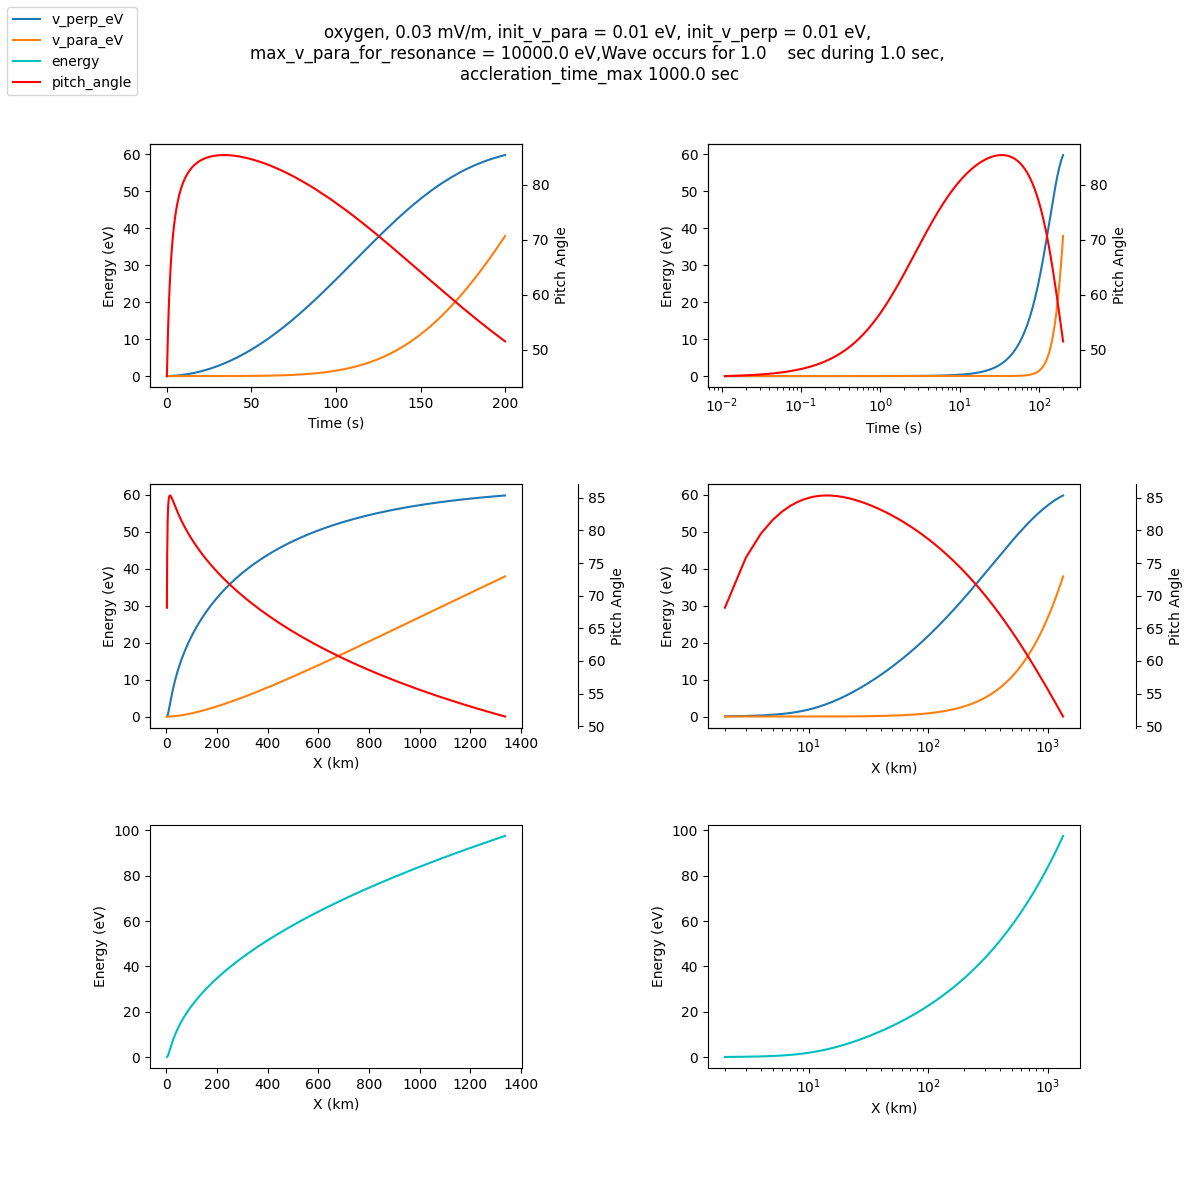 v_perp_eV
v_para_eV
energy
pitch_angle
oxygen, 0.03 mV/m, init_v_para = 0.01 eV, init_v_perp = 0.01 eV,
max_v_para_for_resonance = 10000.0 eV,Wave occurs for 1.0    sec during 1.0 sec,
accleration_time_max 1000.0 sec
60
50
40
30
20
10
0
Energy (eV)
80
70
60
50
Pitch Angle
0 50 100 150 200
Time (s)
60
50
40
30
20
10
0
Energy (eV)
80
70
60
50
Pitch Angle
10⁻² 10⁻¹ 10⁰ 10¹ 10²
Time (s)
60
50
40
30
20
10
0
Energy (eV)
85
80
75
70
65
60
55
50
Pitch Angle
0 200 400 600 800 1000 1200 1400
X (km)
60
50
40
30
20
10
0
Energy (eV)
85
80
75
70
65
60
55
50
Pitch Angle
10¹ 10² 10³
X (km)
100
80
60
40
20
0
Energy (eV)
0 200 400 600 800 1000 1200 1400
X (km)
100
80
60
40
20
0
Energy (eV)
10¹ 10² 10³
X (km)